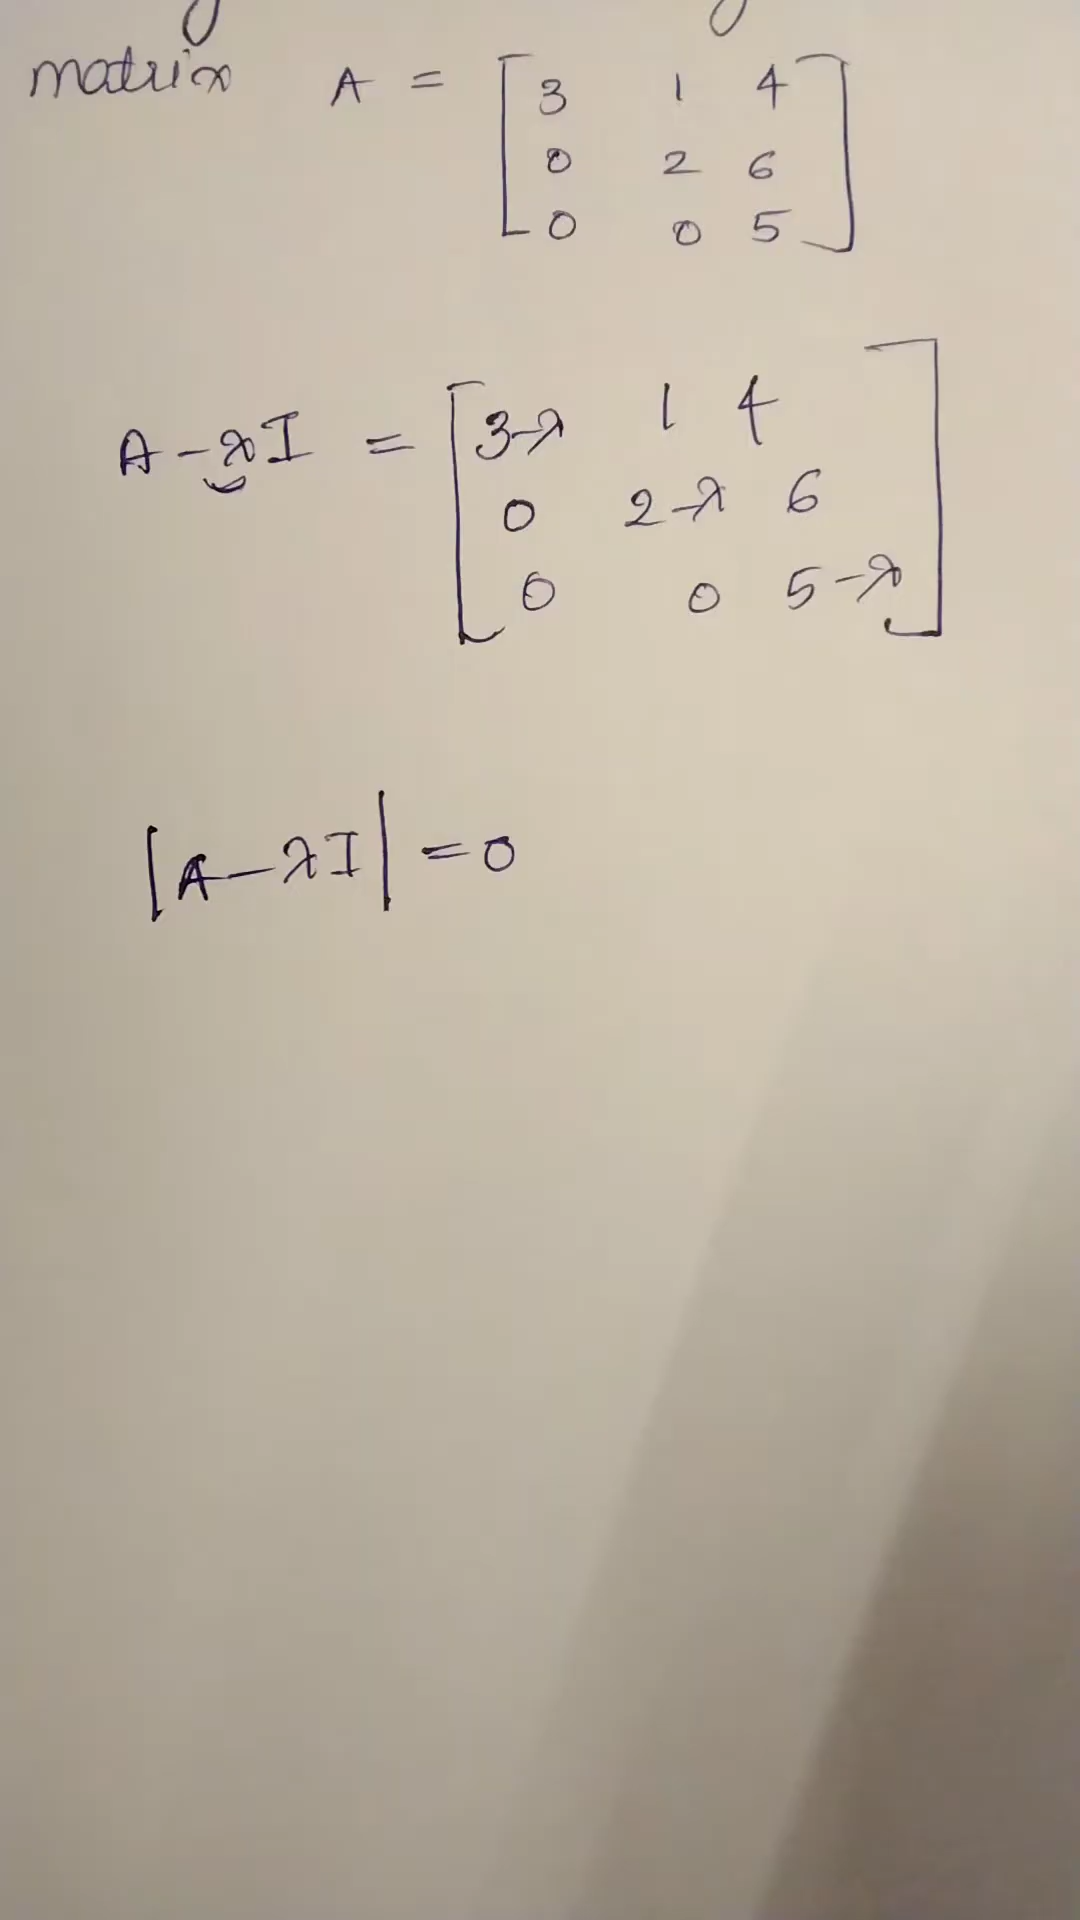 matrix A = [3 1 4
0 2 6
0 0 5]
A - λI = [3-λ 1 4
0 2-λ 6
0 0 5-λ]
|A - λI| = 0